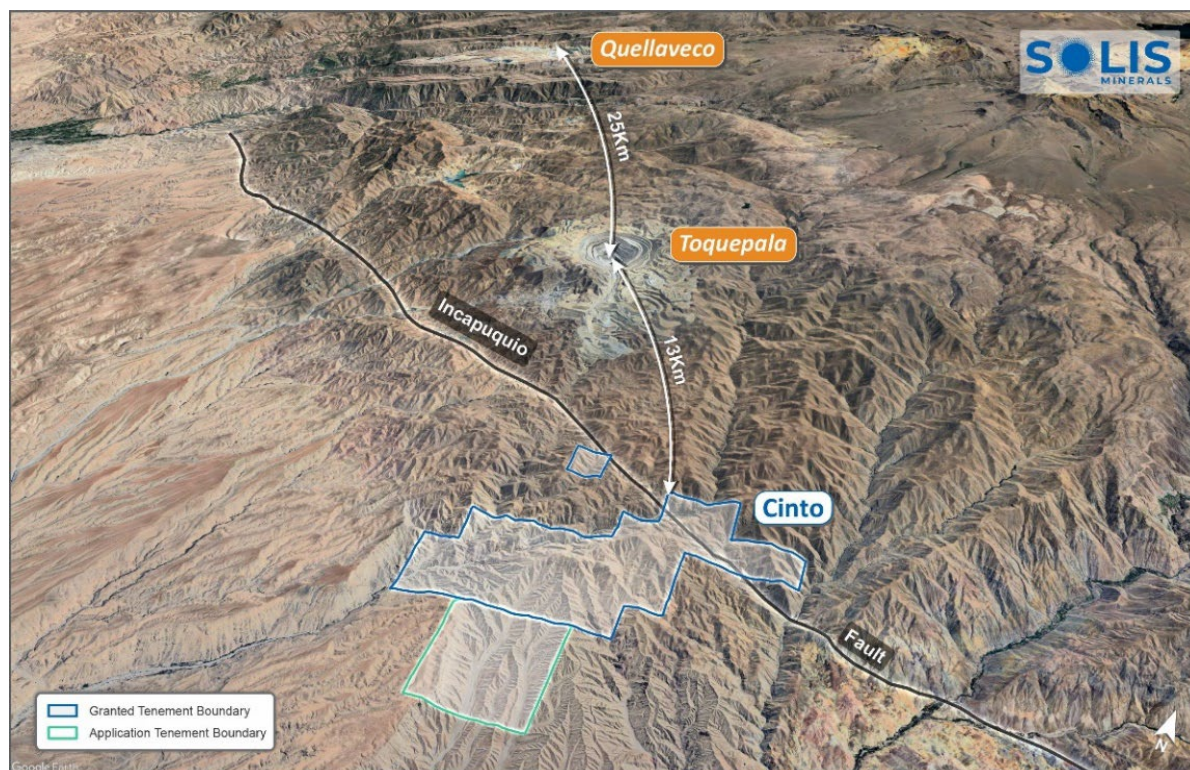 Quellaveco
SOLIS
MINERALS
25Km
Toquepala
Incapuquio
13Km
Cinto
Fault
Granted Tenement Boundary
Application Tenement Boundary
N
Google Earth